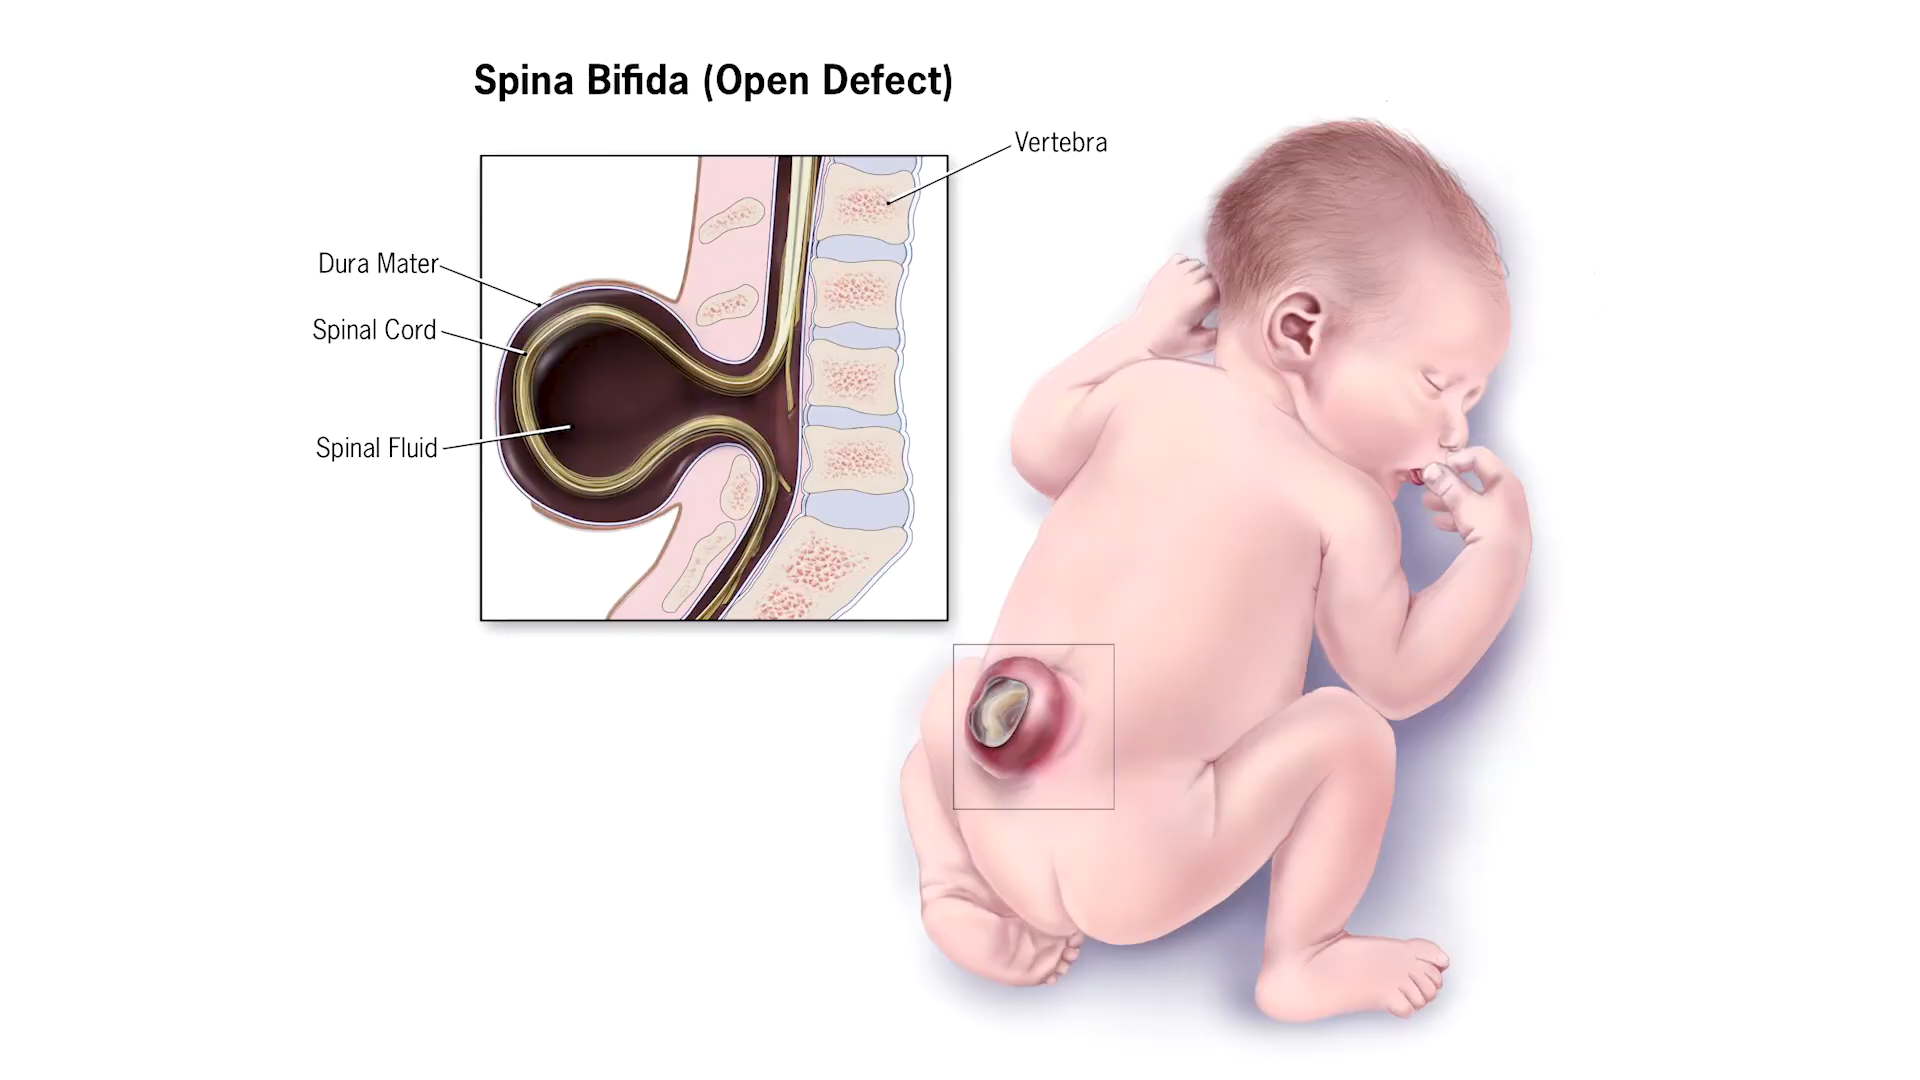 Spina Bifida (Open Defect)
Vertebra
Dura Mater
Spinal Cord
Spinal Fluid